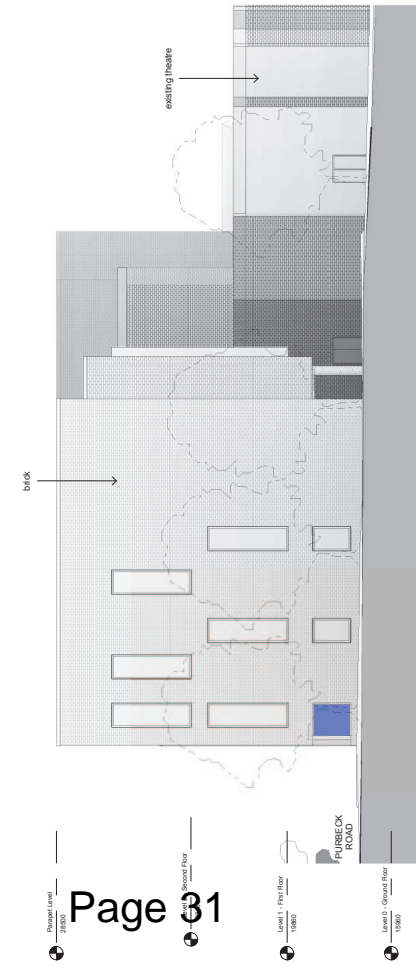 existing theatre
brick
PURBECK
ROAD
Parapet Level
28500
Second Floor
Level 1 - First Floor
19860
Level 0 - Ground Floor
15960
Page 31